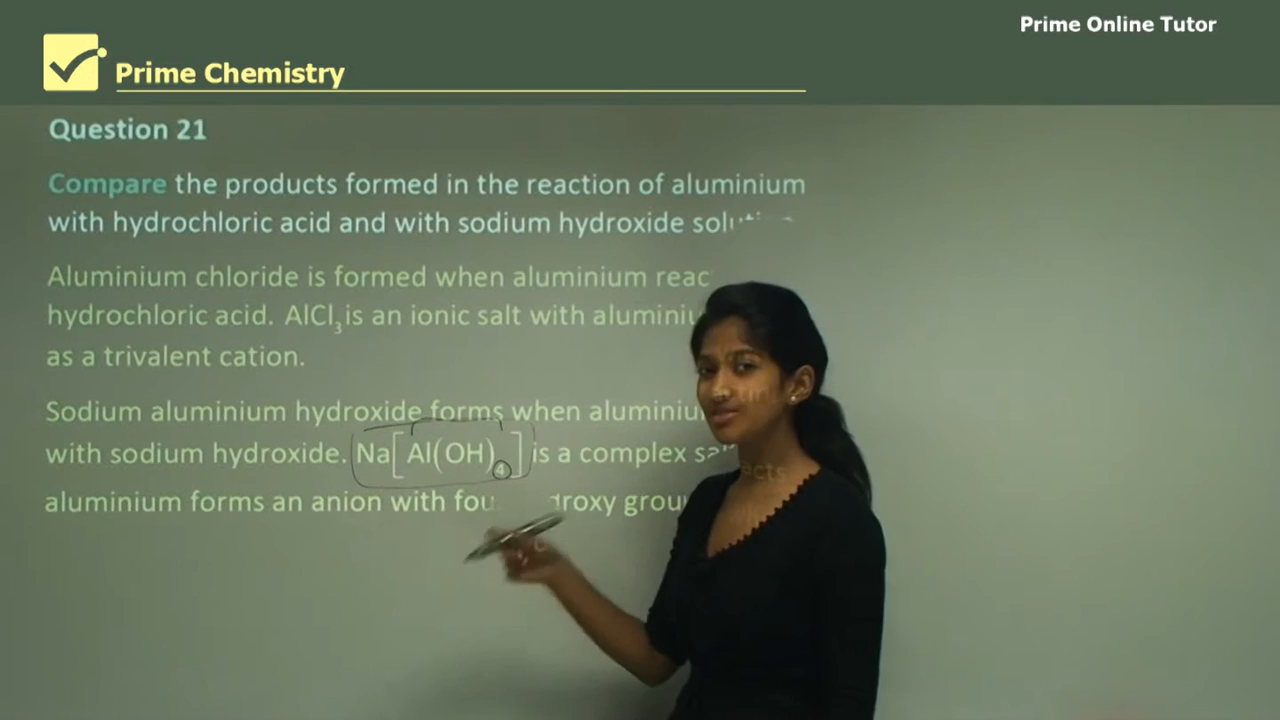 Prime Online Tutor
Prime Chemistry
Question 21
Compare the products formed in the reaction of aluminium
with hydrochloric acid and with sodium hydroxide
Aluminium chloride is formed when aluminium
hydrochloric acid. AlCl₃ is an ionic salt with
as a trivalent cation.
Sodium aluminium hydroxide forms when
with sodium hydroxide. Na[Al(OH)₄] is a complex
aluminium forms an anion with